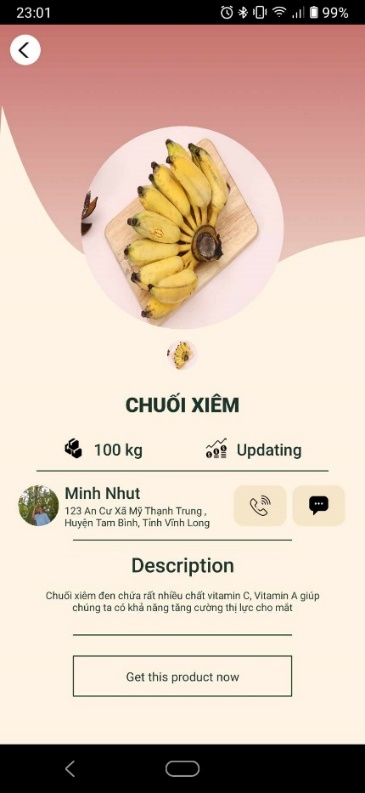 23:01
99%
CHUỐI XIÊM
100 kg
Updating
Minh Nhut
123 An Cư Xã Mỹ Thạnh Trung ,
Huyện Tam Bình, Tỉnh Vĩnh Long
Description
Chuối xiêm đen chứa rất nhiều chất vitamin C, Vitamin A giúp
chúng ta có khả năng tăng cường thị lực cho mắt
Get this product now